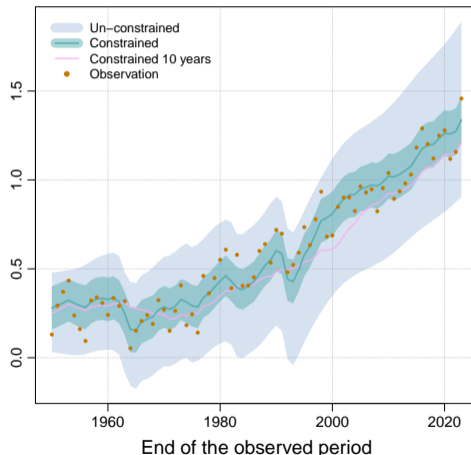 Un−constrained
Constrained
Constrained 10 years
Observation
1.5
1.0
0.5
0.0
1960 1980 2000 2020
End of the observed period